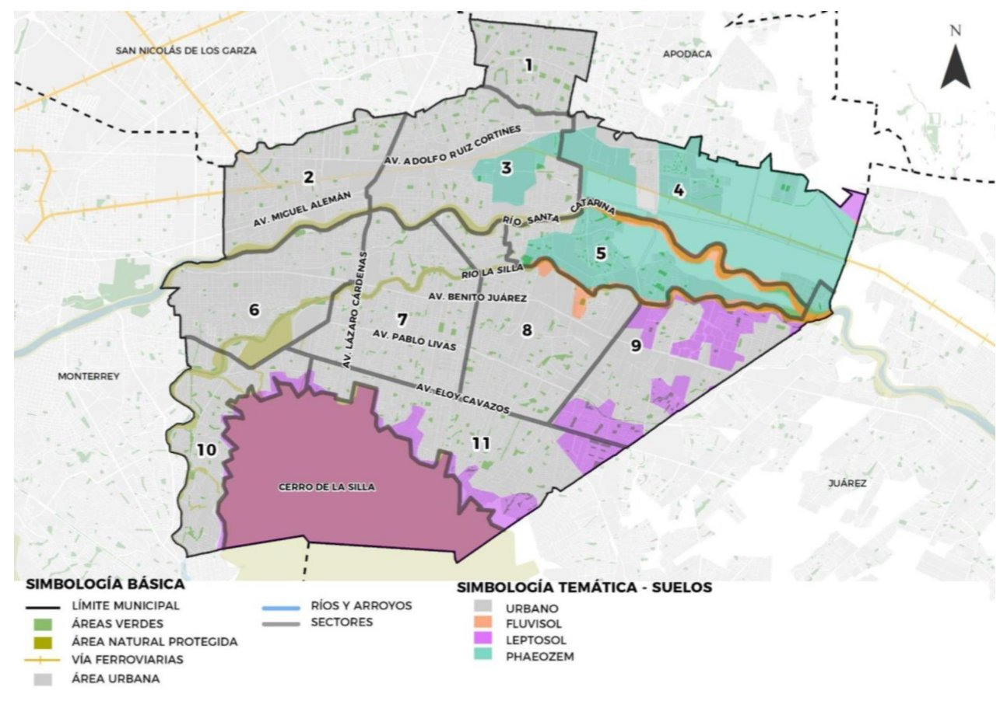 N
SAN NICOLÁS DE LOS GARZA
APODACA
1
AV. ADOLFO RUIZ CORTINES
2
3
4
AV. MIGUEL ALEMÁN
RÍO SANTA CATARINA
5
RIO LA SILLA
AV. LÁZARO CÁRDENAS
AV. BENITO JUÁREZ
6
7
8
9
AV. PABLO LIVAS
MONTERREY
AV. ELOY CAVAZOS
10
11
CERRO DE LA SILLA
JUÁREZ
SIMBOLOGÍA BÁSICA
LÍMITE MUNICIPAL
ÁREAS VERDES
ÁREA NATURAL PROTEGIDA
VÍA FERROVIARIAS
ÁREA URBANA
RÍOS Y ARROYOS
SECTORES
SIMBOLOGÍA TEMÁTICA - SUELOS
URBANO
FLUVISOL
LEPTOSOL
PHAEOZEM